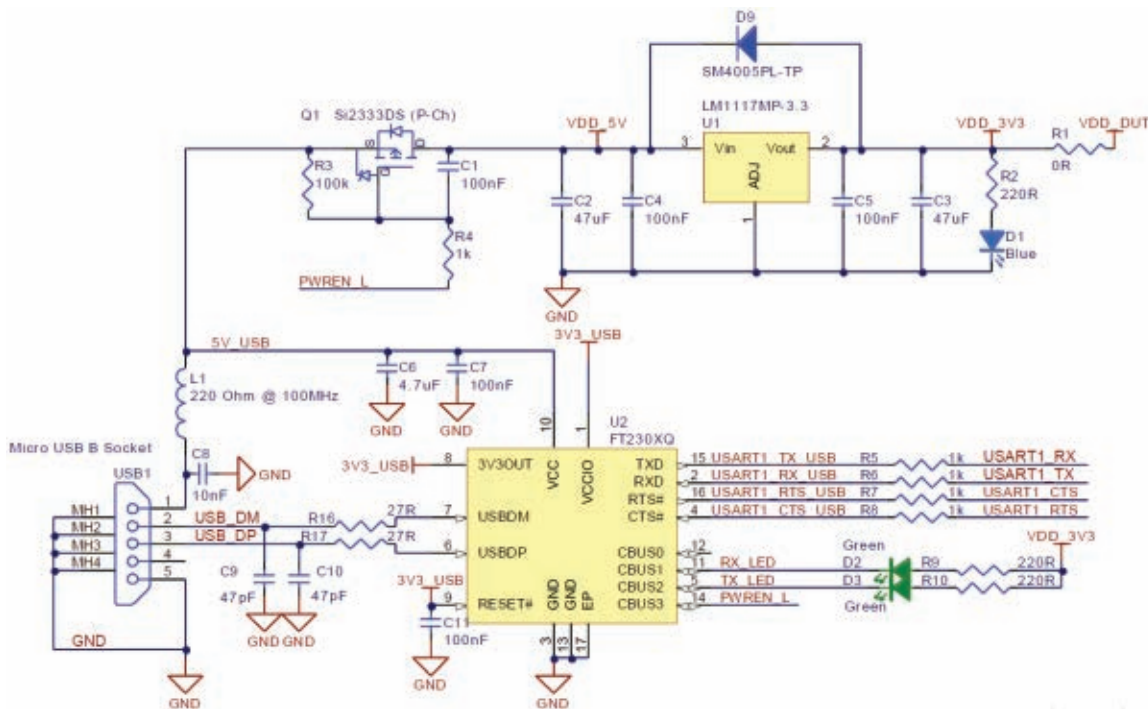 D9
SM4005PL-TP
LM1117MP-3.3
U1
Q1 Si2333DS (P-Ch)
VDD_5V
VDD_3V3
VDD_DUT
R1
0R
3 Vin Vout 2
ADJ
1
S
D
G
R3
100k
C1
100nF
R4
1k
PWREN_L
C2
47uF
C4
100nF
C5
100nF
C3
47uF
R2
220R
D1
Blue
GND
3V3_USB
5V_USB
C6
4.7uF
C7
100nF
GND
GND
L1
220 Ohm @ 100MHz
Micro USB B Socket
USB1
C8
10nF
GND
MH1
MH2
MH3
MH4
1
2
3
4
5
USB_DM
USB_DP
R16
27R
R17
27R
C9
47pF
C10
47pF
GND
GND
GND
GND
U2
FT230XQ
10
1
VCC
VCCIO
3V3_USB 8 3V3OUT
7 USBDM
6 USBDP
3V3_USB
9 RESET#
C11
100nF
GND
GND
GND
EP
3
13
17
GND
TXD 15 USART1_TX_USB R5 1k USART1_RX
RXD 2 USART1_RX_USB R6 1k USART1_TX
RTS# 16 USART1_RTS_USB R7 1k USART1_CTS
CTS# 4 USART1_CTS_USB R8 1k USART1_RTS
CBUS0 12
CBUS1 11 RX_LED D2 R9 220R
CBUS2 5 TX_LED D3 R10 220R
CBUS3 14 PWREN_L
Green
Green
VDD_3V3